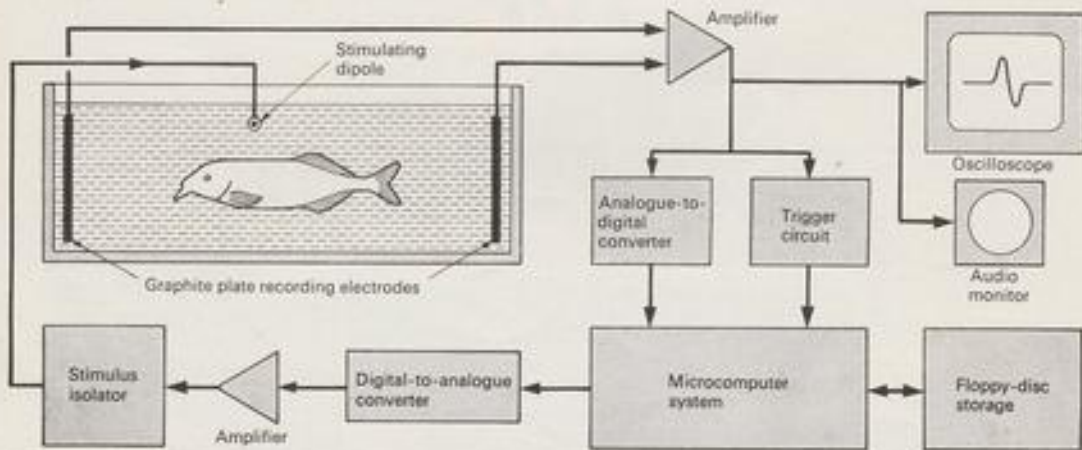 Amplifier
Stimulating
dipole
Oscilloscope
Analogue-to-
digital
converter
Trigger
circuit
Audio
monitor
Graphite plate recording electrodes
Stimulus
isolator
Amplifier
Digital-to-analogue
converter
Microcomputer
system
Floppy-disc
storage